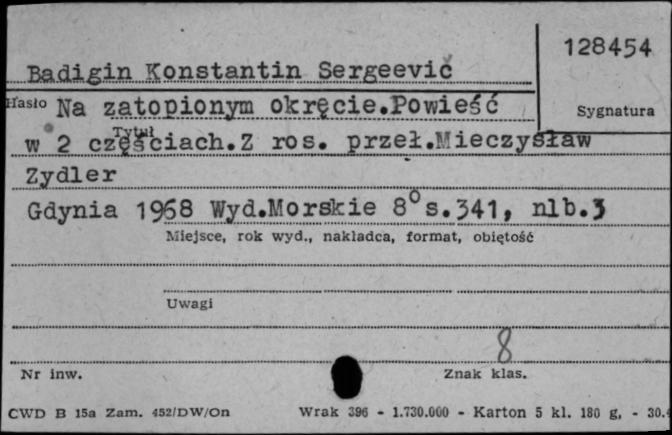 128454
Badigin Konstantin Sergeevič
Hasło Na zatopionym okręcie.Powieść
Sygnatura
Tytuł
w 2 częściach.Z ros. przeł.Mieczysław
Zydler
Gdynia 1968 Wyd.Morskie 8° s.341, nlb.3
Miejsce, rok wyd., nakładca, format, objętość
Uwagi
8
Nr inw. Znak klas.
CWD B 15a Zam. 452/DW/On Wrak 396 - 1.730.000 - Karton 5 kl. 180 g, - 30.4